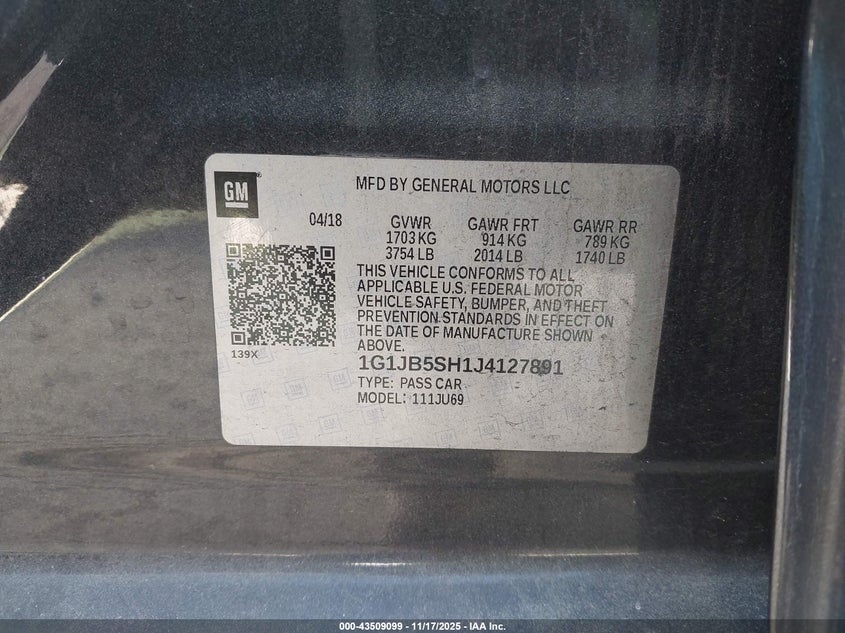 GM
MFD BY GENERAL MOTORS LLC
04/18 GVWR GAWR FRT GAWR RR
1703 KG 914 KG 789 KG
3754 LB 2014 LB 1740 LB
THIS VEHICLE CONFORMS TO ALL
APPLICABLE U.S. FEDERAL MOTOR
VEHICLE SAFETY, BUMPER, AND THEFT
PREVENTION STANDARDS IN EFFECT ON
THE DATE OF MANUFACTURE SHOWN
ABOVE.
139X
1G1JB5SH1J4127891
TYPE: PASS CAR
MODEL: 111JU69
000-43509099 - 11/17/2025 - IAA Inc.